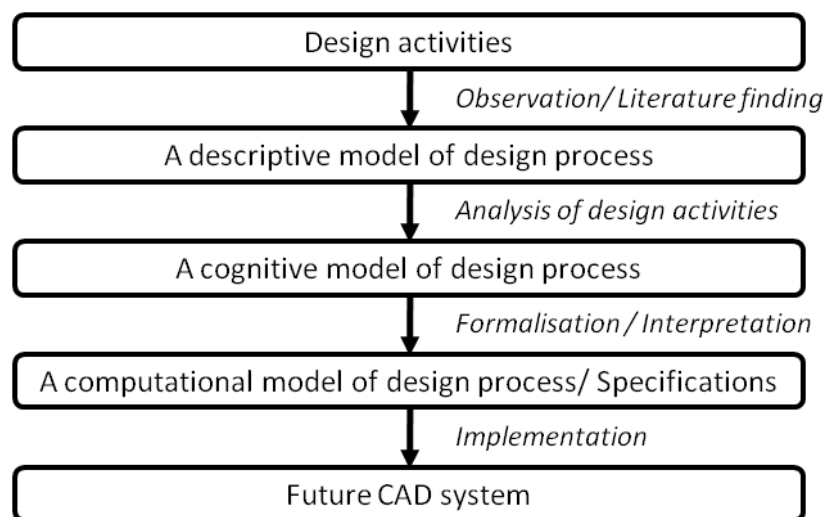 Design activities
Observation/ Literature finding
A descriptive model of design process
Analysis of design activities
A cognitive model of design process
Formalisation / Interpretation
A computational model of design process/ Specifications
Implementation
Future CAD system